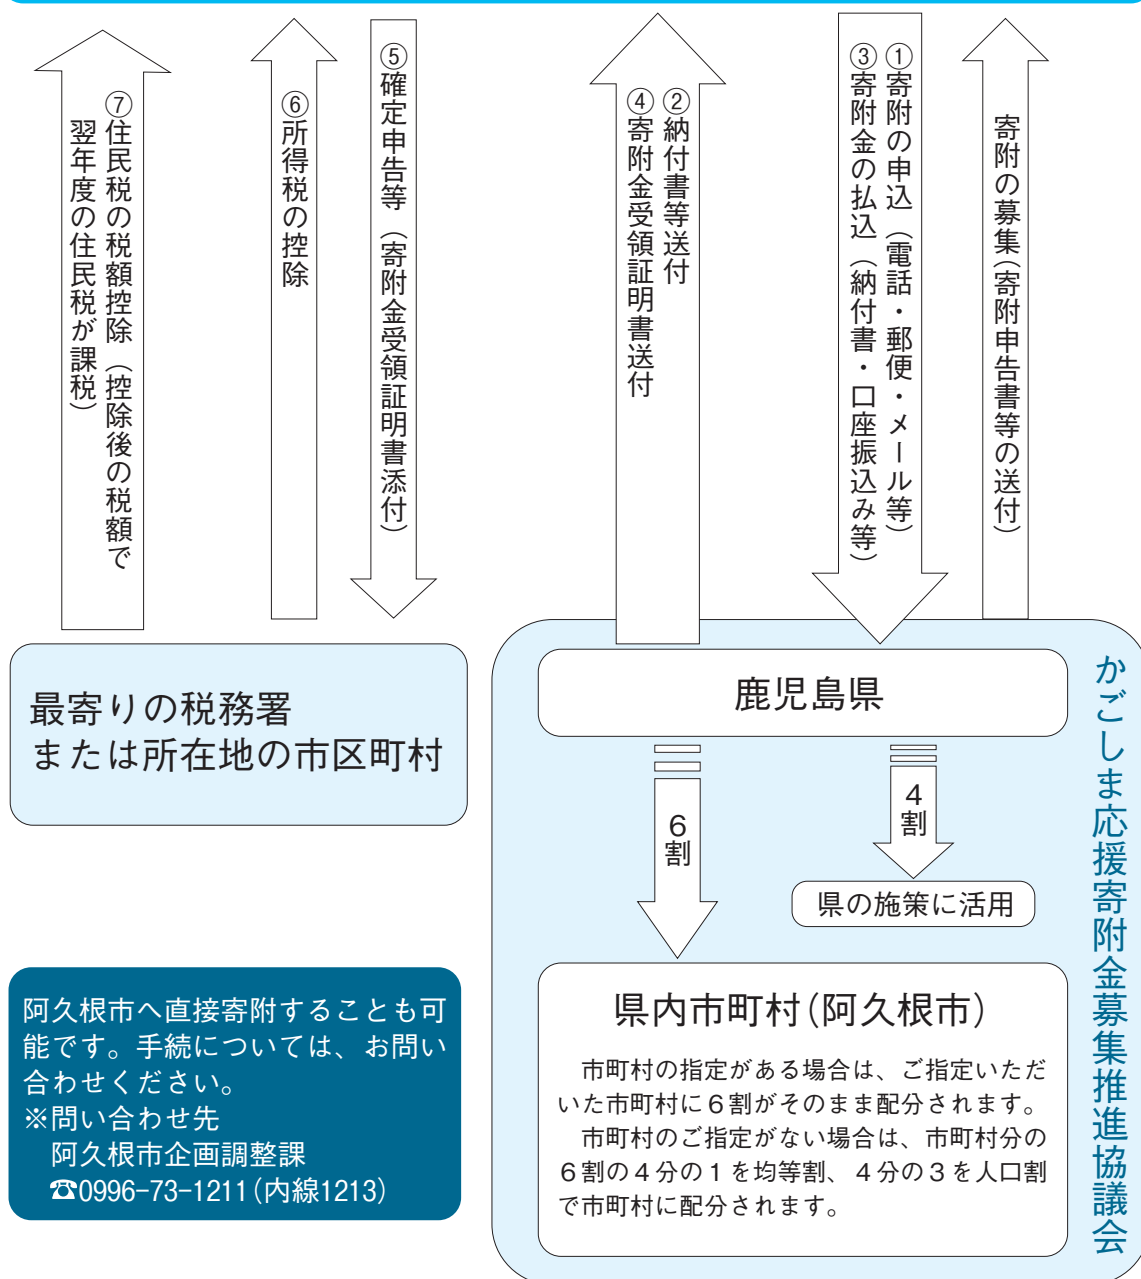 ⑦住民税の税額控除（控除後の税額で
翌年度の住民税が課税）
⑥所得税の控除
⑤確定申告等（寄附金受領証明書添付）
②納付書等送付
④寄附金受領証明書送付
①寄附の申込（電話・郵便・メール等）
③寄附金の払込（納付書・口座振込み等）
寄附の募集(寄附申告書等の送付)
最寄りの税務署
または所在地の市区町村
かごしま応援寄附金募集推進協議会
鹿児島県
６割
４割
県の施策に活用
県内市町村(阿久根市)
市町村の指定がある場合は、ご指定いただ
いた市町村に６割がそのまま配分されます。
市町村のご指定がない場合は、市町村分の
６割の４分の１を均等割、４分の３を人口割
で市町村に配分されます。
阿久根市へ直接寄附することも可
能です。手続については、お問い
合わせください。
※問い合わせ先
阿久根市企画調整課
☎0996-73-1211(内線1213)